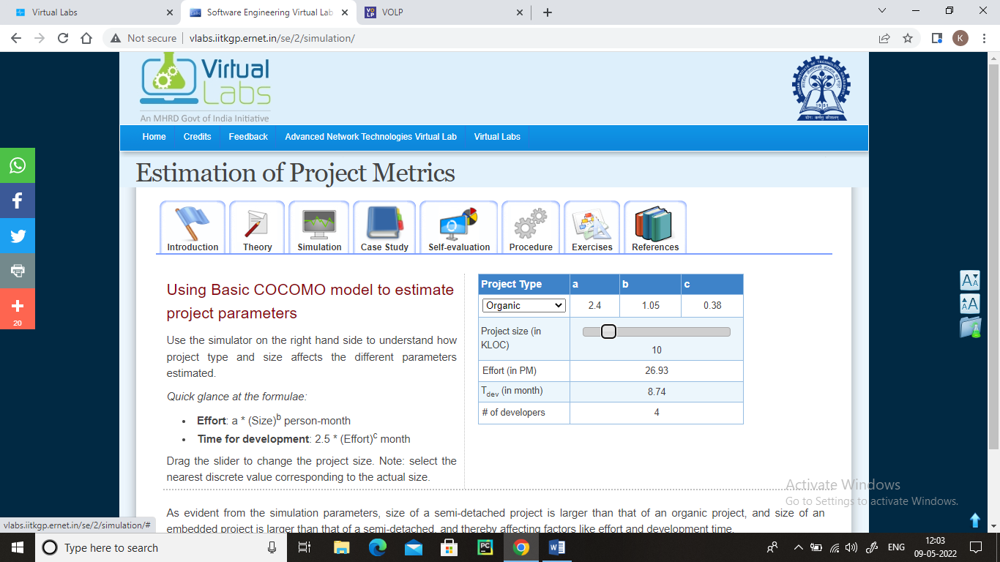 Virtual Labs
Software Engineering Virtual Lab
VOLP
Not secure | vlabs.iitkgp.ernet.in/se/2/simulation/
K
Virtual
Labs
An MHRD Govt of India Initiative
1951
Home Credits Feedback Advanced Network Technologies Virtual Lab Virtual Labs
Estimation of Project Metrics
Introduction Theory Simulation Case Study Self-evaluation Procedure Exercises References
20
Using Basic COCOMO model to estimate
project parameters
Use the simulator on the right hand side to understand how
project type and size affects the different parameters
estimated.
Quick glance at the formulae:
• Effort: a * (Size)b person-month
• Time for development: 2.5 * (Effort)c month
Drag the slider to change the project size. Note: select the
nearest discrete value corresponding to the actual size.
Project Type a b c
Organic 2.4 1.05 0.38
Project size (in
KLOC)
10
Effort (in PM) 26.93
Tdev (in month) 8.74
# of developers 4
As evident from the simulation parameters, size of a semi-detached project is larger than that of an organic project, and size of an
embedded project is larger than that of a semi-detached, and thereby affecting factors like effort and development time.
Activate Windows
Go to Settings to activate Windows.
vlabs.iitkgp.ernet.in/se/2/simulation/#
Type here to search
ENG
12:03
09-05-2022